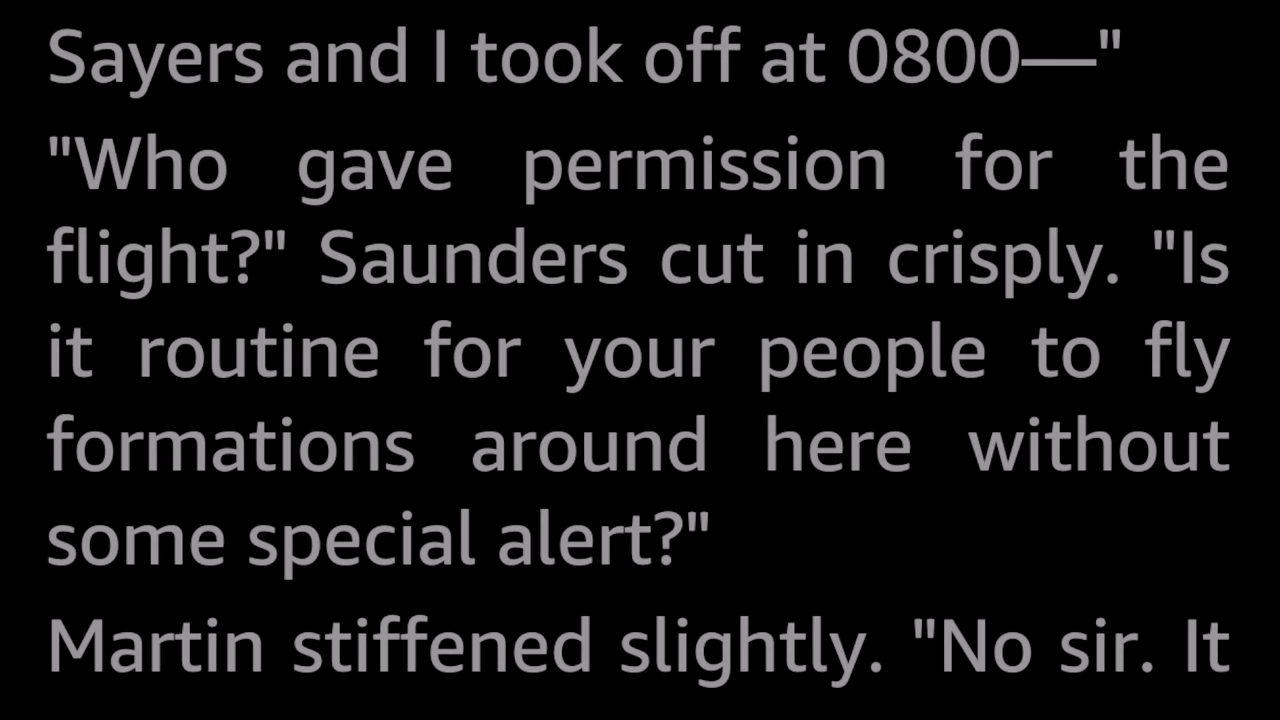 Sayers and I took off at 0800—"
"Who gave permission for the
flight?" Saunders cut in crisply. "Is
it routine for your people to fly
formations around here without
some special alert?"
Martin stiffened slightly. "No sir. It